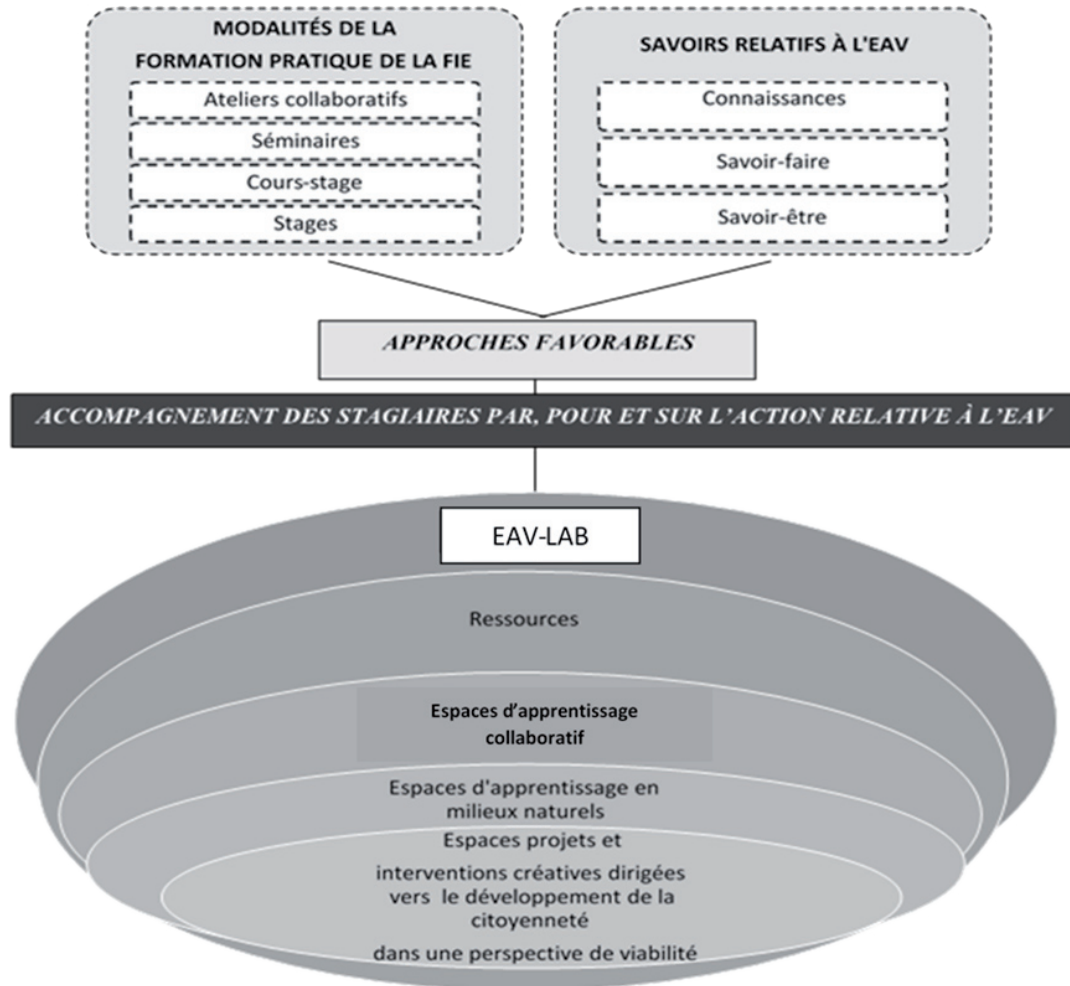 MODALITÉS DE LA
FORMATION PRATIQUE DE LA FIE
Ateliers collaboratifs
Séminaires
Cours-stage
Stages
SAVOIRS RELATIFS À L'EAV
Connaissances
Savoir-faire
Savoir-être
APPROCHES FAVORABLES
ACCOMPAGNEMENT DES STAGIAIRES PAR, POUR ET SUR L’ACTION RELATIVE À L’EAV
EAV-LAB
Ressources
Espaces d’apprentissage
collaboratif
Espaces d'apprentissage en
milieux naturels
Espaces projets et
interventions créatives dirigées
vers le développement de la
citoyenneté
dans une perspective de viabilité